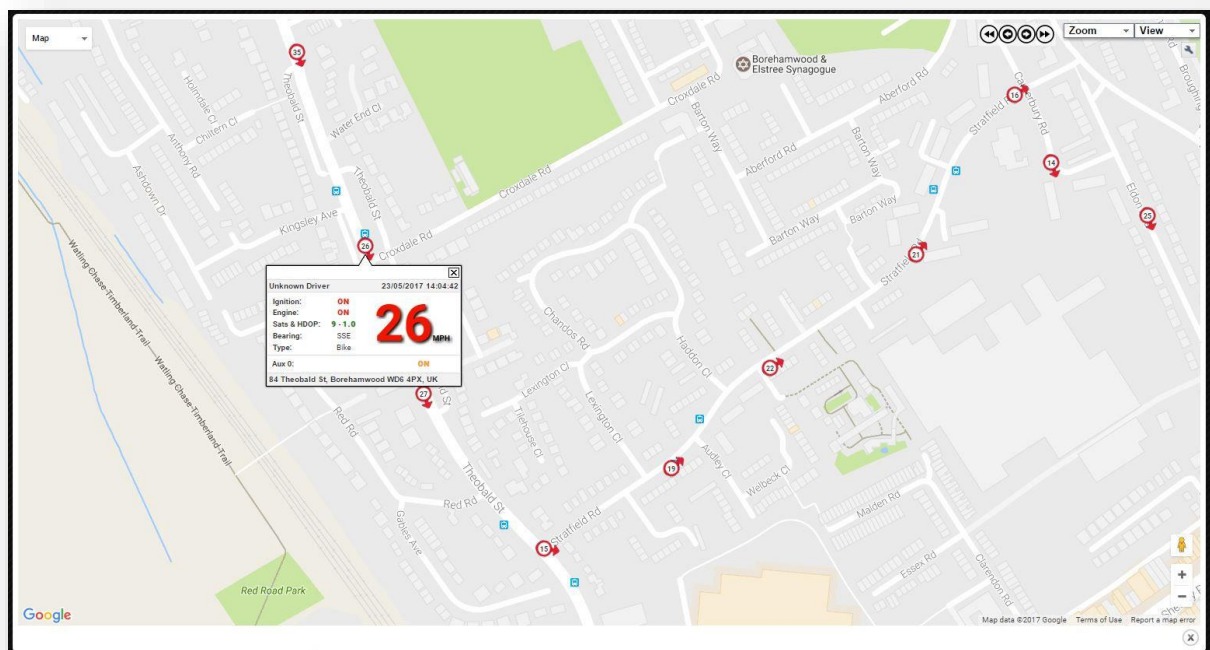 Map
Zoom
View
35
Theobald St
Water End Cl
Holmdale Cl
Chiltern Cl
Anthony Rd
Ashdown Dr
Theobald St
Kingsley Ave
26
Croxdale Rd
Croxdale Rd
Croxdale Rd
Borehamwood &
Elstree Synagogue
Barton Way
Aberford Rd
Aberford Rd
Barton Way
Barton Way
Barton Way
Stratfield
16
Canterbury Rd
14
Eldon
25
21
Stratfield
Unknown Driver 23/05/2017 14:04:42
Ignition: ON
Engine: ON
Sats & HDOP: 9 - 1.0
Bearing: SSE
Type: Bike
26 MPH
Aux 0: ON
84 Theobald St, Borehamwood WD6 4PX, UK
27
Watling-Chase-Timberland-Trail
Watling-Chase-Timberland-Trail
Red Rd
Red Rd
Gables Ave
Theobald St
Tilehouse Cl
Lexington Cl
Lexington Cl
Chandos Rd
Haddon Cl
22
19
Audley Cl
Welbeck Cl
15
Stratfield Rd
Malden Rd
Essex Rd
Clarendon Rd
Red Road Park
Google
Map data ©2017 Google Terms of Use Report a map error